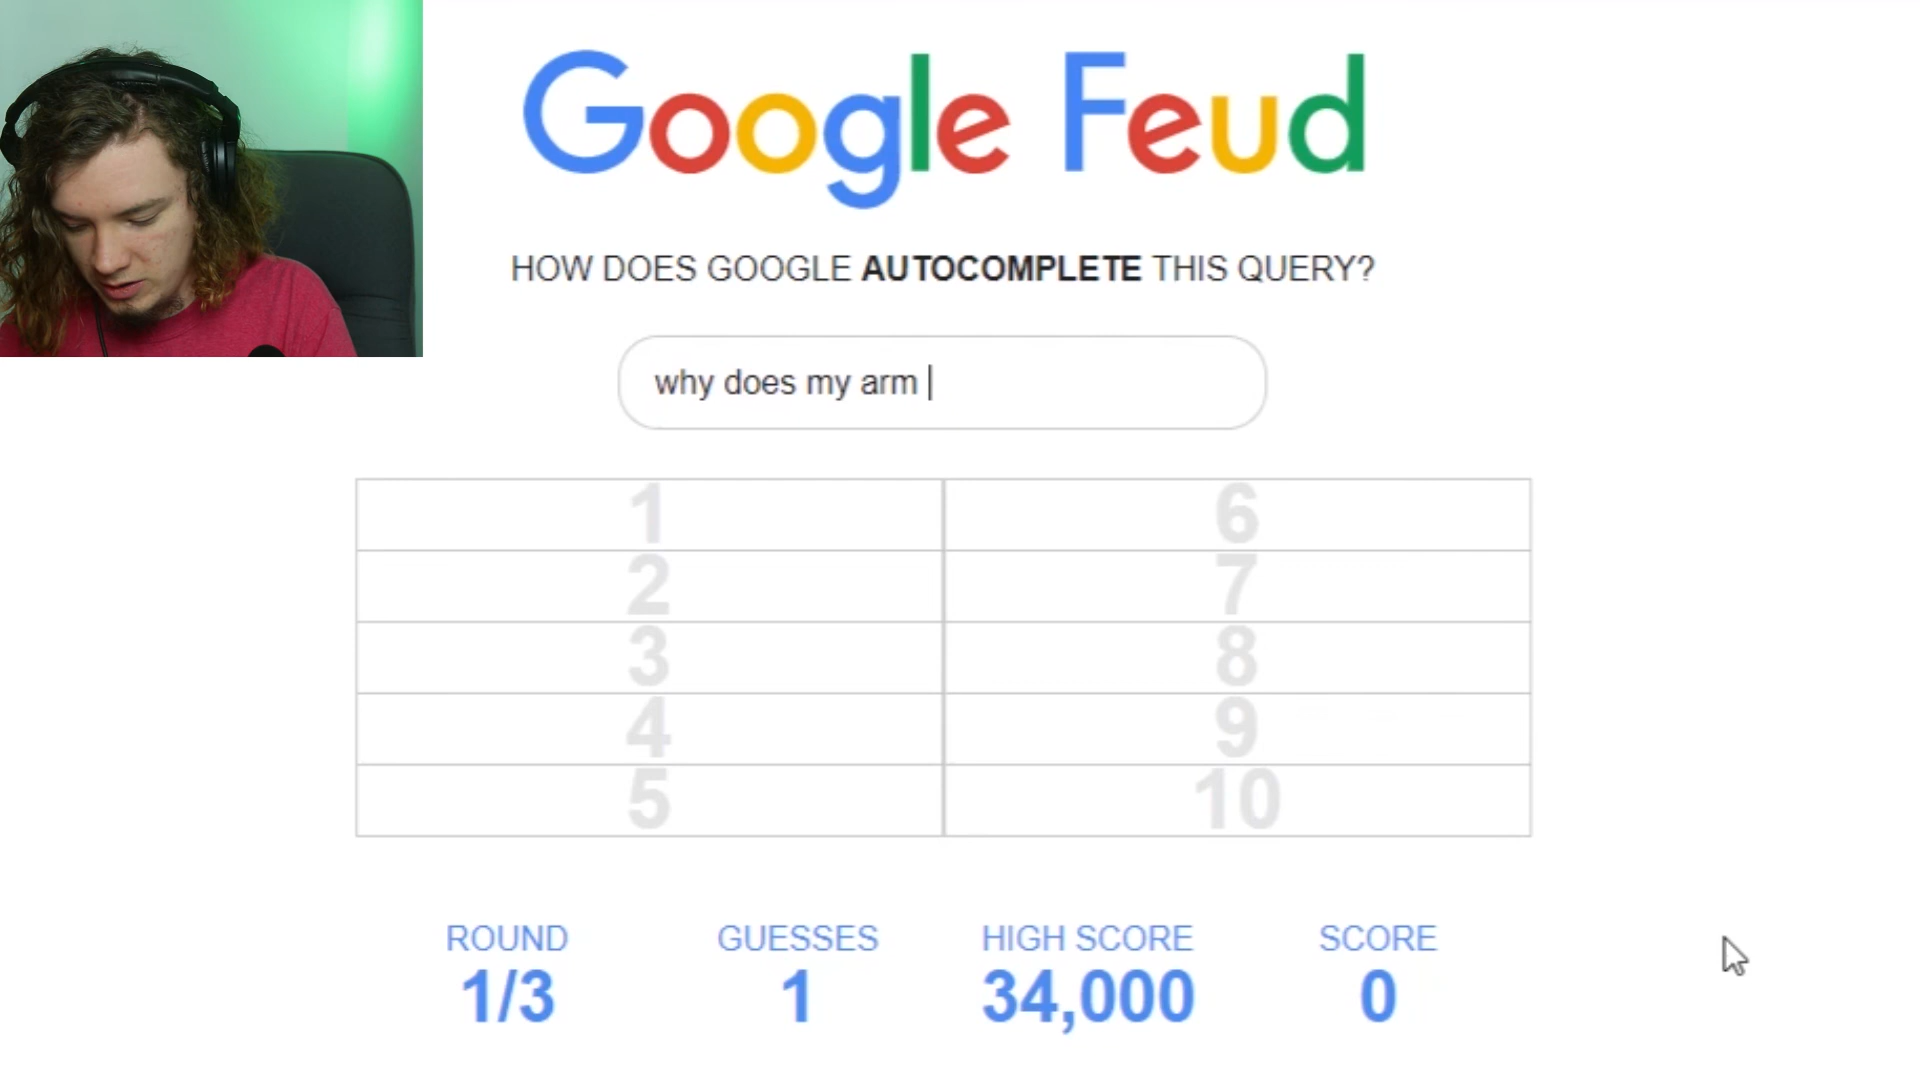 Google Feud
HOW DOES GOOGLE AUTOCOMPLETE THIS QUERY?
why does my arm
1 6
2 7
3 8
4 9
5 10
ROUND GUESSES HIGH SCORE SCORE
1/3 1 34,000 0